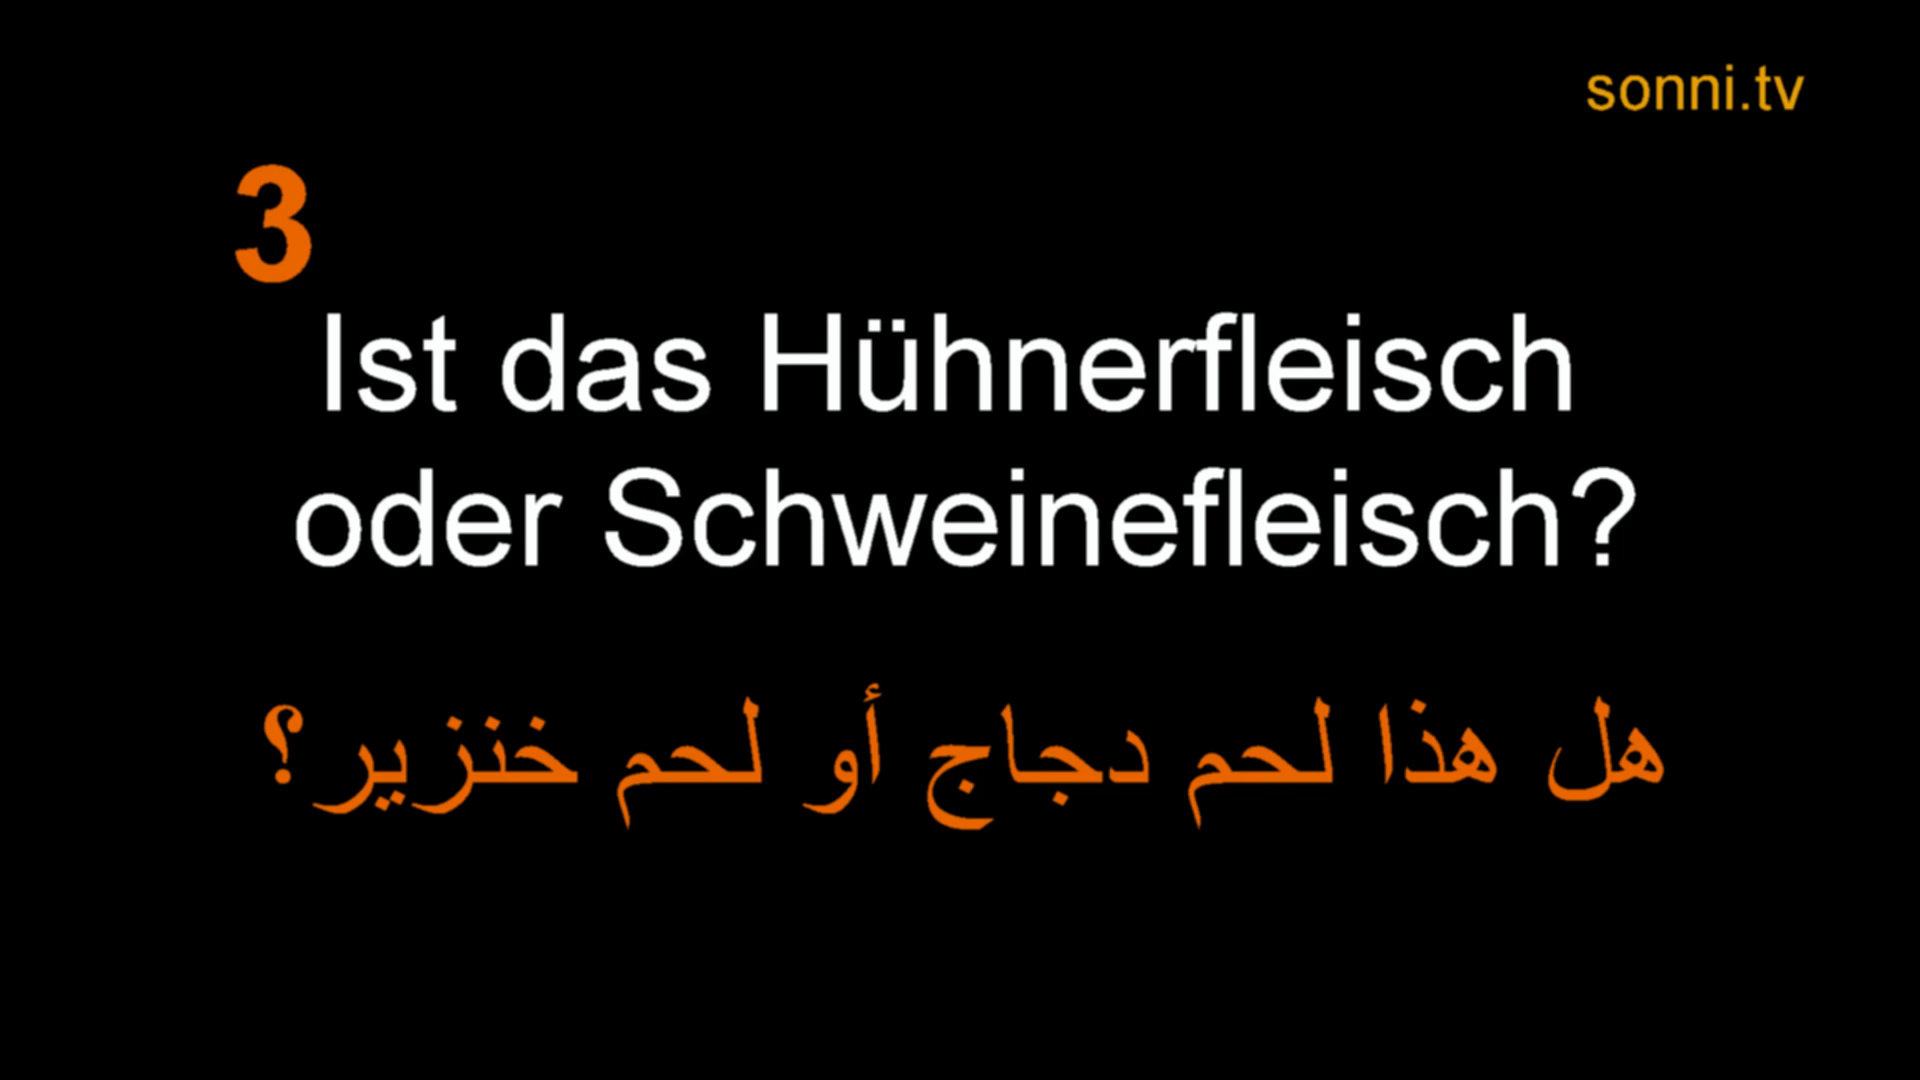 sonni.tv
3
Ist das Hühnerfleisch
oder Schweinefleisch?
هل هذا لحم دجاج أو لحم خنزير؟